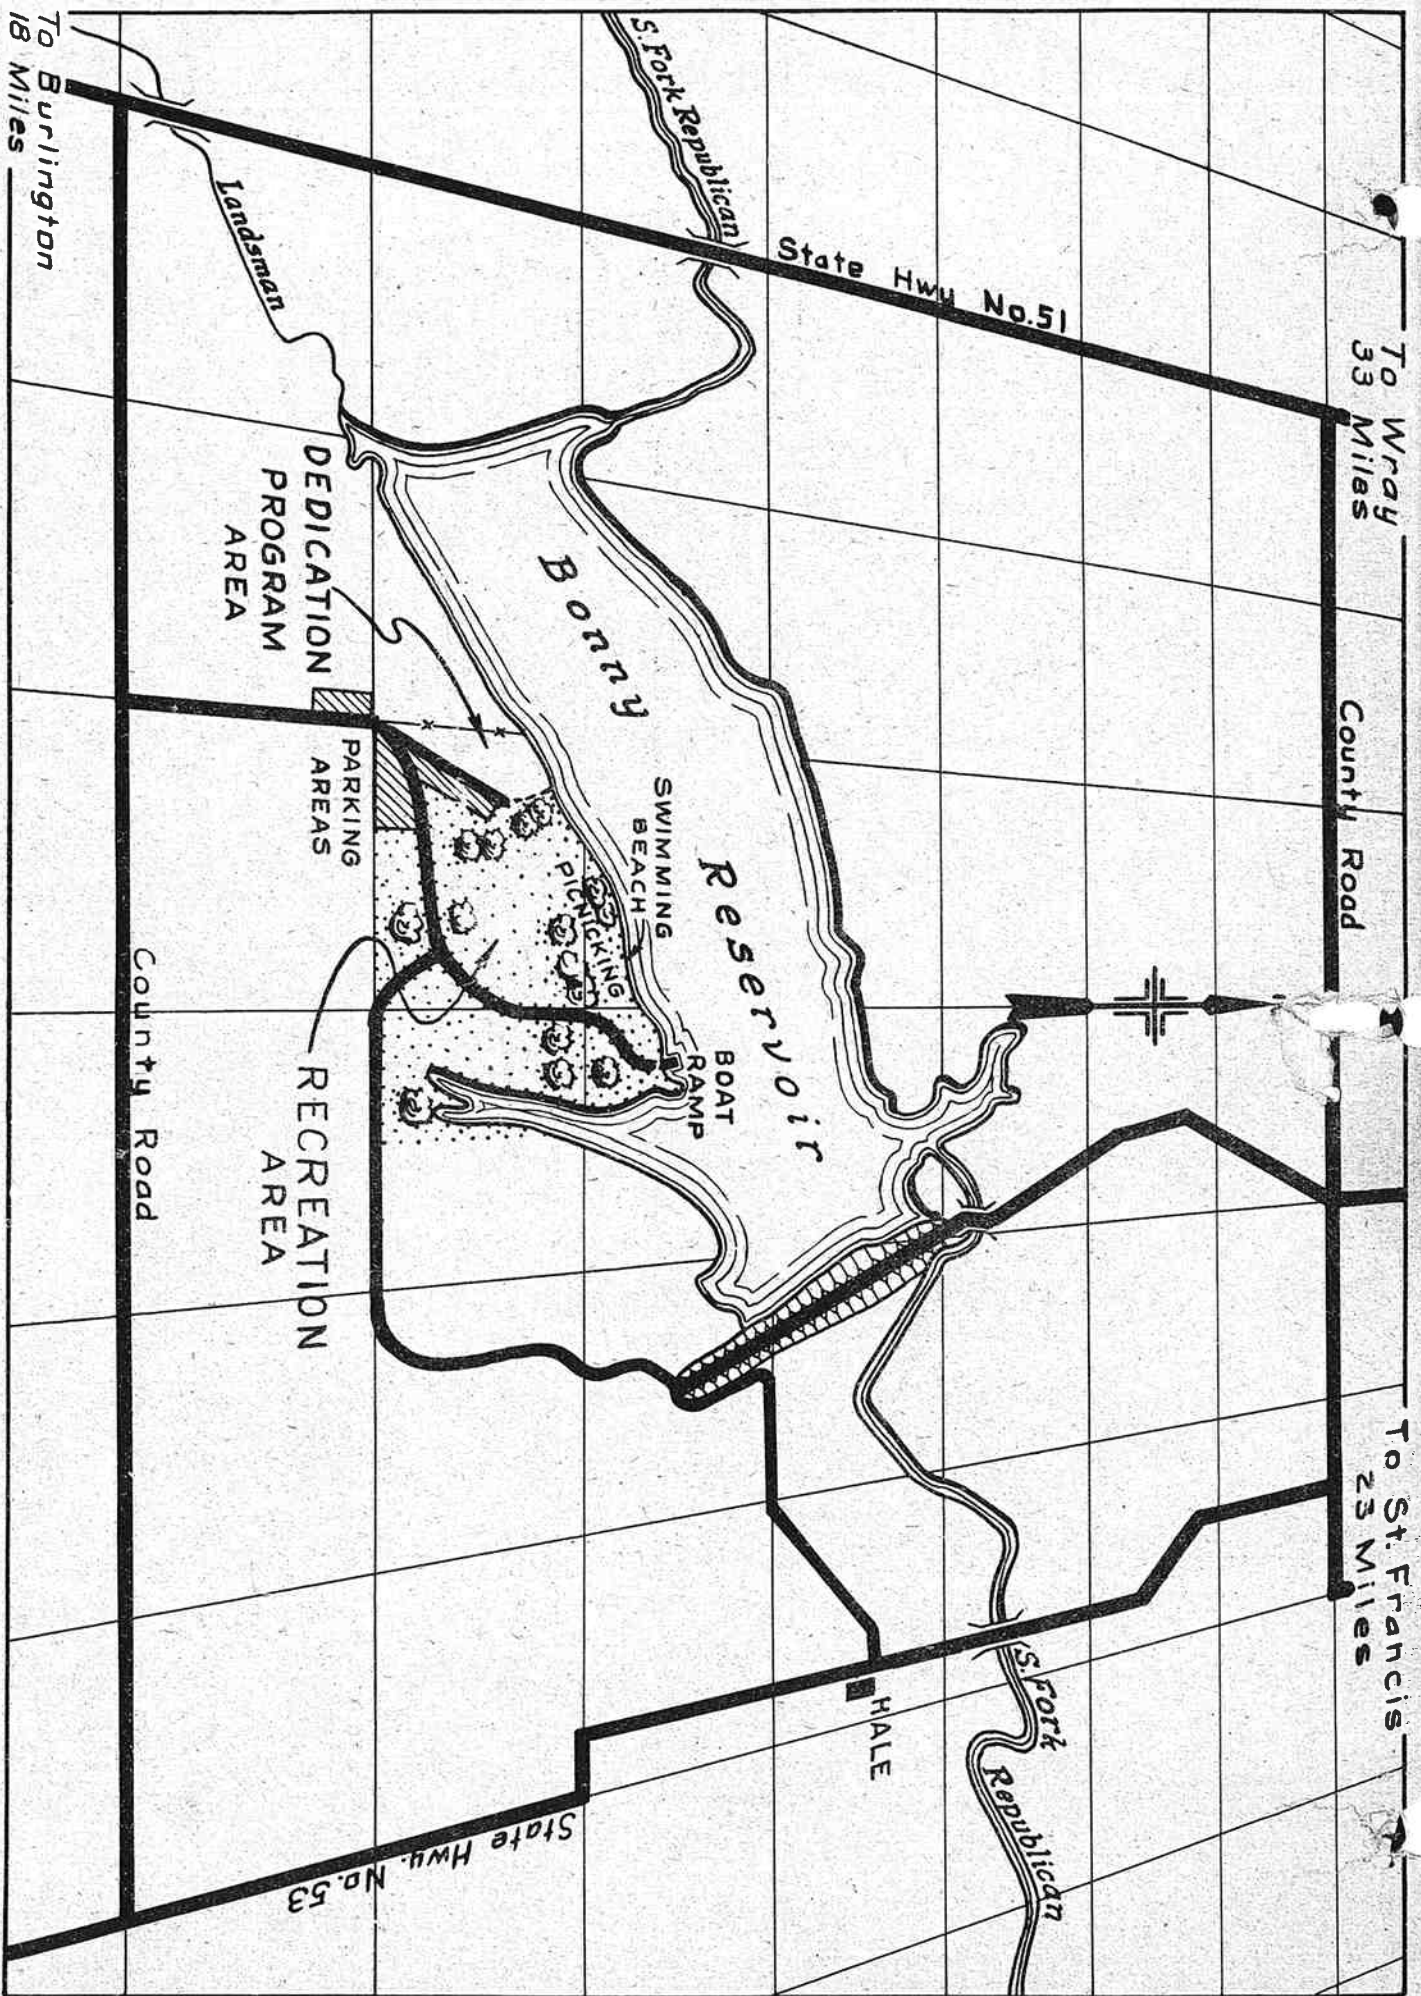 To Wray
33 Miles
County Road
To St. Francis
23 Miles
State Hwy No.51
S. Fork Republican
Landsman
To Burlington
18 Miles
Bonny Reservoir
SWIMMING
BEACH
PICNICKING
BOAT
RAMP
DEDICATION
PROGRAM
AREA
PARKING
AREAS
RECREATION
AREA
County Road
HALE
S. Fork Republican
State Hwy. No.53